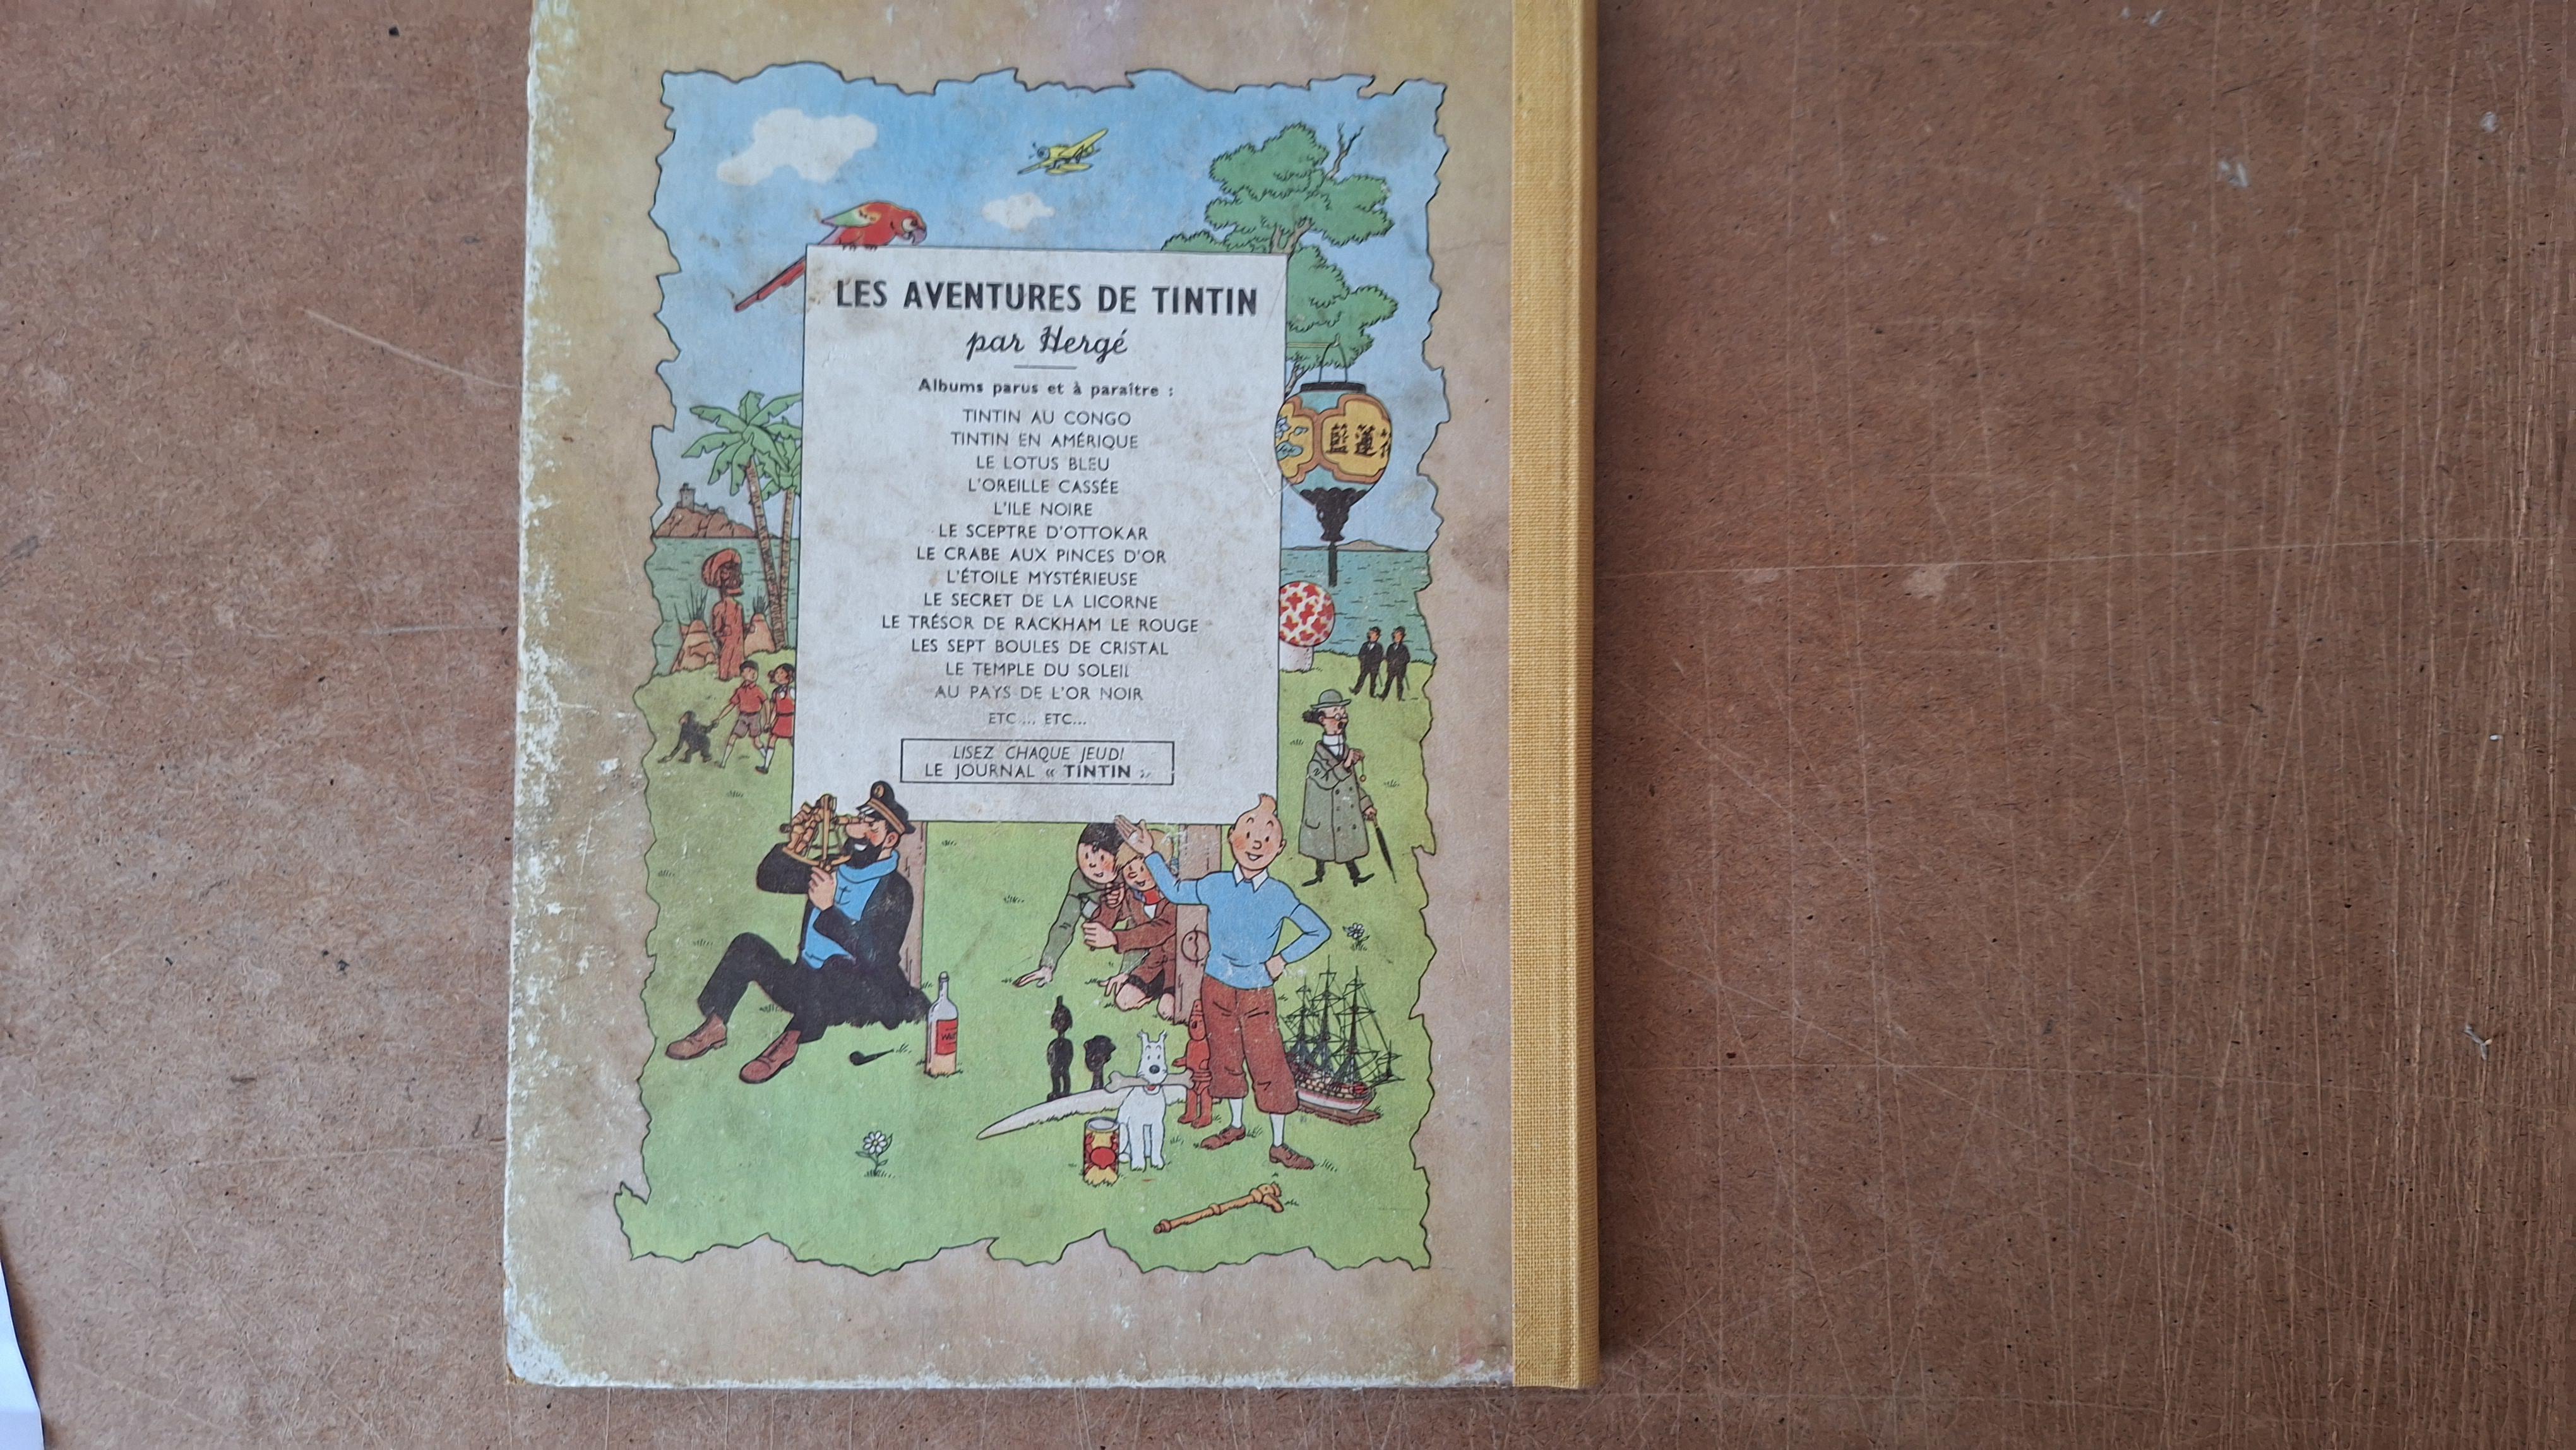 LES AVENTURES DE TINTIN
par Hergé
Albums parus et à paraître :
TINTIN AU CONGO
TINTIN EN AMÉRIQUE
LE LOTUS BLEU
L'OREILLE CASSÉE
L'ILE NOIRE
LE SCEPTRE D'OTTOKAR
LE CRABE AUX PINCES D'OR
L'ÉTOILE MYSTÉRIEUSE
LE SECRET DE LA LICORNE
LE TRÉSOR DE RACKHAM LE ROUGE
LES SEPT BOULES DE CRISTAL
LE TEMPLE DU SOLEIL
AU PAYS DE L'OR NOIR
ETC... ETC...
LISEZ CHAQUE JEUDI
LE JOURNAL « TINTIN »
藍蓮